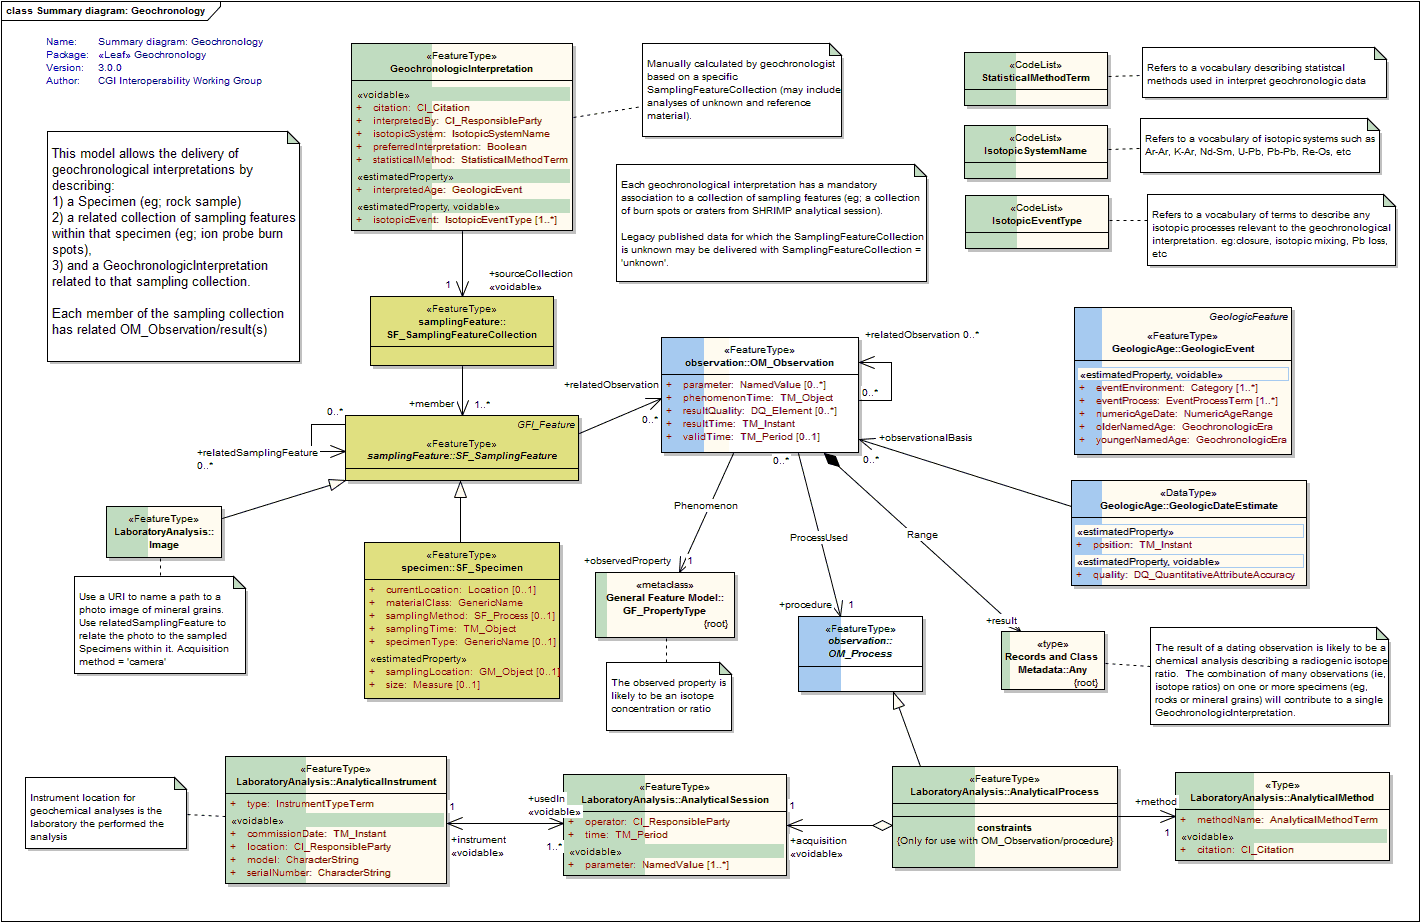 class Summary diagram: Geochronology
Name: Summary diagram: Geochronology
Package: «Leaf» Geochronology
Version: 3.0.0
Author: CGI Interoperability Working Group
This model allows the delivery of
geochronological interpretations by
describing:
1) a Specimen (eg; rock sample)
2) a related collection of sampling features
within that specimen (eg; ion probe burn
spots),
3) and a GeochronologicInterpretation
related to that sampling collection.
Each member of the sampling collection
has related OM_Observation/result(s)
«FeatureType»
GeochronologicInterpretation
«voidable»
+ citation: CI_Citation
+ interpretedBy: CI_ResponsibleParty
+ isotopicSystem: IsotopicSystemName
+ preferredInterpretation: Boolean
+ statisticalMethod: StatisticalMethodTerm
«estimatedProperty»
+ interpretedAge: GeologicEvent
«estimatedProperty, voidable»
+ isotopicEvent: IsotopicEventType [1..*]
Manually calculated by geochronologist
based on a specific
SamplingFeatureCollection (may include
analyses of unknown and reference
material).
Each geochronological interpretation has a mandatory
association to a collection of sampling features (eg; a collection
of burn spots or craters from SHRIMP analytical session).
Legacy published data for which the SamplingFeatureCollection
is unknown may be delivered with SamplingFeatureCollection =
'unknown'.
«CodeList»
StatisticalMethodTerm
Refers to a vocabulary describing statistcal
methods used in interpret geochronologic data
«CodeList»
IsotopicSystemName
Refers to a vocabulary of isotopic systems such as
Ar-Ar, K-Ar, Nd-Sm, U-Pb, Pb-Pb, Re-Os, etc
«CodeList»
IsotopicEventType
Refers to a vocabulary of terms to describe any
isotopic processes relevant to the geochronological
interpretation. eg:closure, isotopic mixing, Pb loss,
etc
+sourceCollection
1 «voidable»
«FeatureType»
samplingFeature::
SF_SamplingFeatureCollection
+member 1..*
GFI_Feature
«FeatureType»
samplingFeature::SF_SamplingFeature
0..*
+relatedSamplingFeature
0..*
+relatedObservation
0..*
«FeatureType»
observation::OM_Observation
+ parameter: NamedValue [0..*]
+ phenomenonTime: TM_Object
+ resultQuality: DQ_Element [0..*]
+ resultTime: TM_Instant
+ validTime: TM_Period [0..1]
+relatedObservation 0..*
0..*
+observationalBasis
0..*
0..*
GeologicFeature
«FeatureType»
GeologicAge::GeologicEvent
«estimatedProperty, voidable»
+ eventEnvironment: Category [1..*]
+ eventProcess: EventProcessTerm [1..*]
+ numericAgeDate: NumericAgeRange
+ olderNamedAge: GeochronologicEra
+ youngerNamedAge: GeochronologicEra
«DataType»
GeologicAge::GeologicDateEstimate
«estimatedProperty»
+ position: TM_Instant
«estimatedProperty, voidable»
+ quality: DQ_QuantitativeAttributeAccuracy
«FeatureType»
LaboratoryAnalysis::
Image
Use a URI to name a path to a
photo image of mineral grains.
Use relatedSamplingFeature to
relate the photo to the sampled
Specimens within it. Acquisition
method = 'camera'
«FeatureType»
specimen::SF_Specimen
+ currentLocation: Location [0..1]
+ materialClass: GenericName
+ samplingMethod: SF_Process [0..1]
+ samplingTime: TM_Object
+ specimenType: GenericName [0..1]
«estimatedProperty»
+ samplingLocation: GM_Object [0..1]
+ size: Measure [0..1]
Phenomenon
+observedProperty 1
«metaclass»
General Feature Model::
GF_PropertyType
{root}
The observed property is
likely to be an isotope
concentration or ratio
ProcessUsed
+procedure 1
«FeatureType»
observation::
OM_Process
Range
+result
«type»
Records and Class
Metadata::Any
{root}
The result of a dating observation is likely to be a
chemical analysis describing a radiogenic isotope
ratio. The combination of many observations (ie,
isotope ratios) on one or more specimens (eg,
rocks or mineral grains) will contribute to a single
GeochronologicInterpretation.
Instrument location for
geochemical analyses is the
laboratory the performed the
analysis
«FeatureType»
LaboratoryAnalysis::AnalyticalInstrument
+ type: InstrumentTypeTerm
«voidable»
+ commissionDate: TM_Instant
+ location: CI_ResponsibleParty
+ model: CharacterString
+ serialNumber: CharacterString
1
+instrument
«voidable»
+usedIn
«voidable»
1..*
«FeatureType»
LaboratoryAnalysis::AnalyticalSession
+ operator: CI_ResponsibleParty
+ time: TM_Period
«voidable»
+ parameter: NamedValue [1..*]
1
+acquisition
«voidable»
«FeatureType»
LaboratoryAnalysis::AnalyticalProcess
constraints
{Only for use with OM_Observation/procedure}
+method
1
«Type»
LaboratoryAnalysis::AnalyticalMethod
+ methodName: AnalyticalMethodTerm
«voidable»
+ citation: CI_Citation